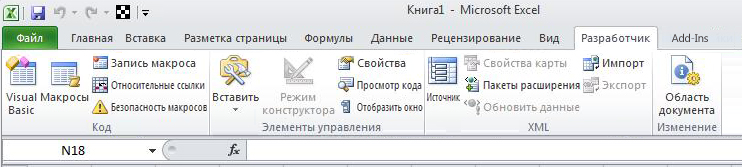 Книга1 - Microsoft Excel
Файл Главная Вставка Разметка страницы Формулы Данные Рецензирование Вид Разработчик Add-Ins
Visual Basic
Макросы
Запись макроса
Относительные ссылки
Безопасность макросов
Код
Вставить
Режим конструктора
Свойства
Просмотр кода
Отобразить окно
Элементы управления
Источник
Свойства карты
Пакеты расширения
Обновить данные
Импорт
Экспорт
XML
Область документа
Изменение
N18 fx